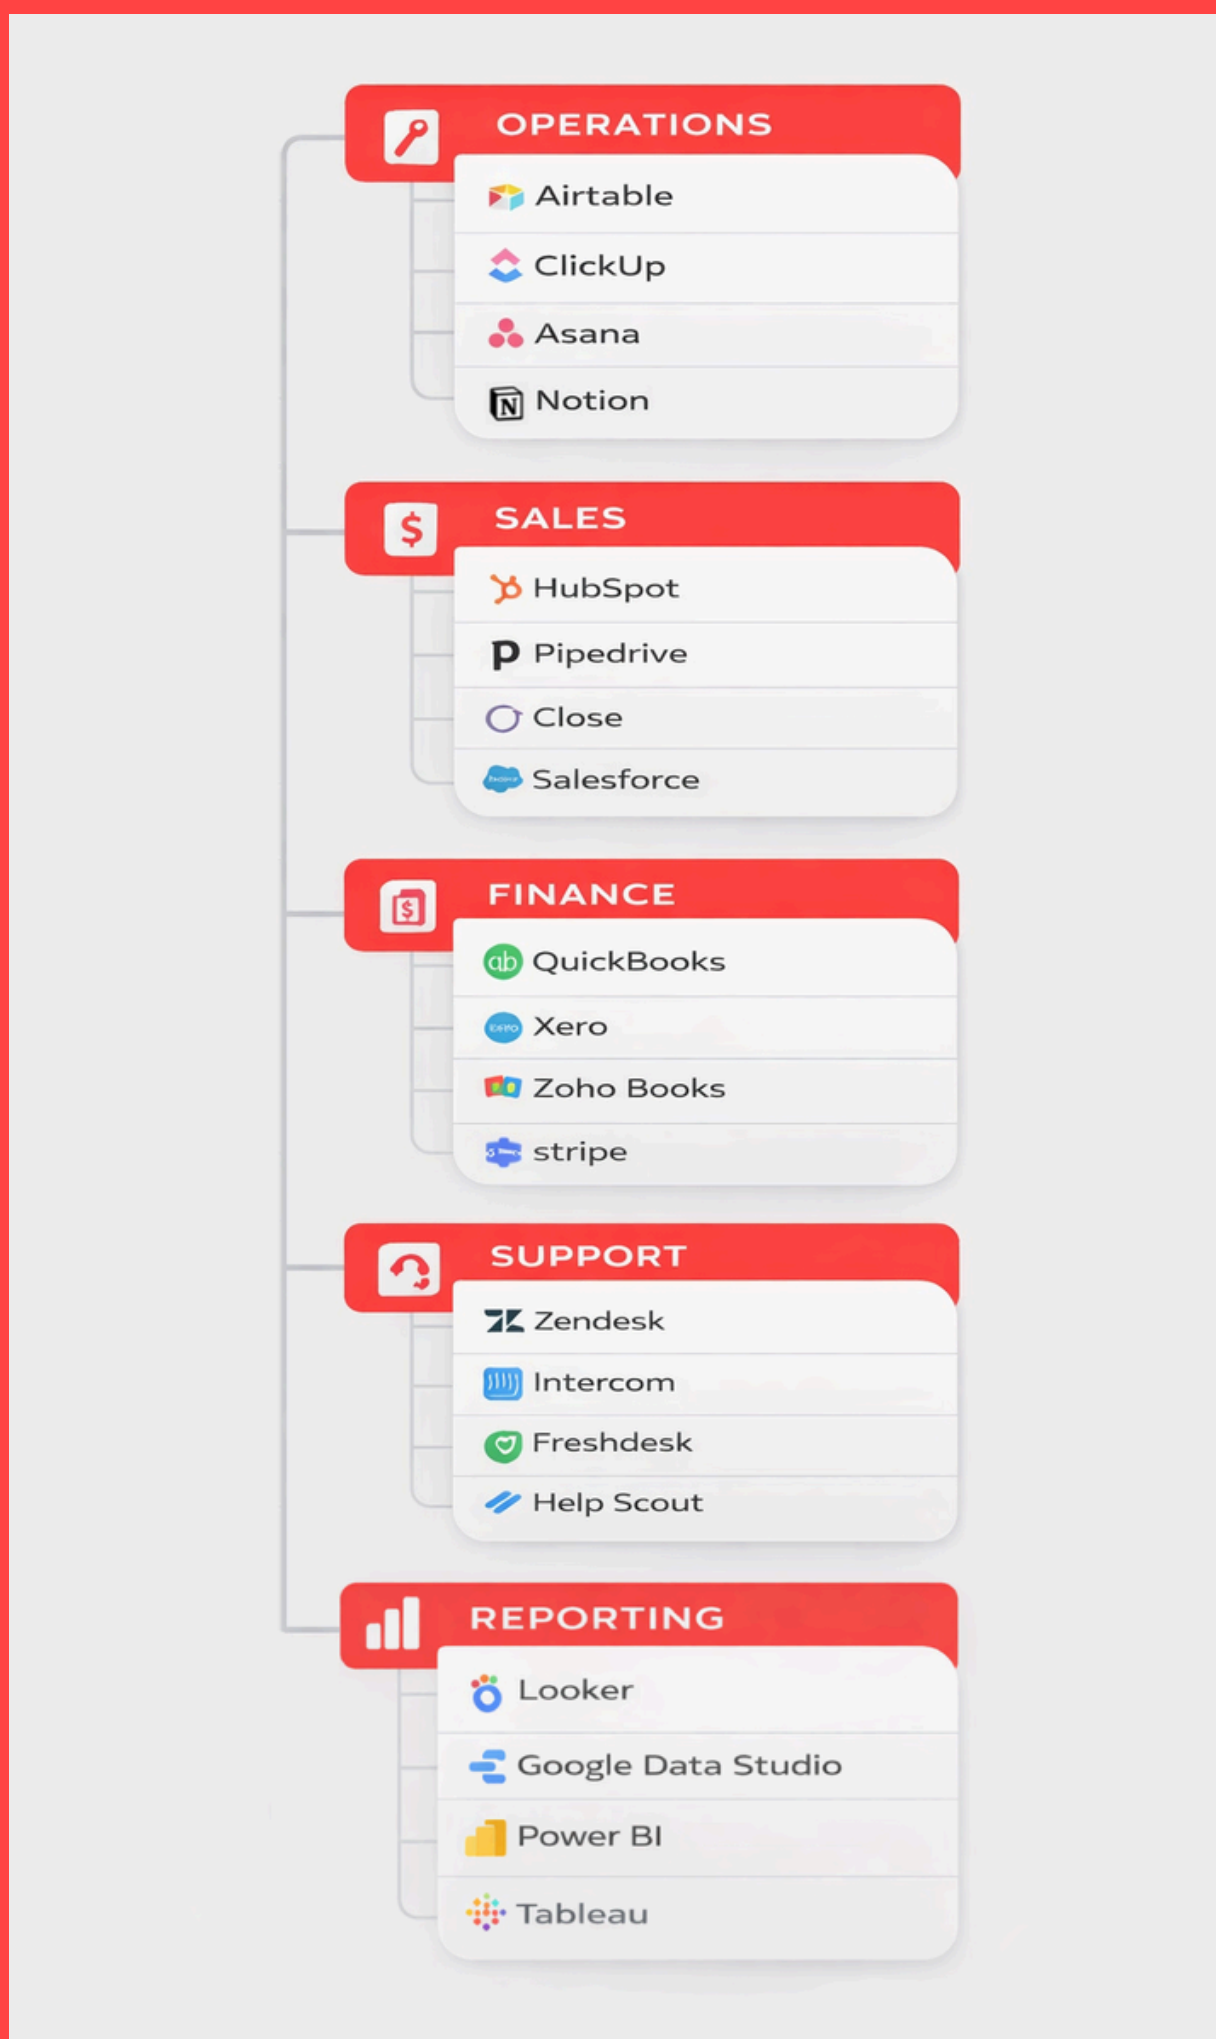 OPERATIONS
Airtable
ClickUp
Asana
N Notion
$ SALES
HubSpot
P Pipedrive
Close
Salesforce
$ FINANCE
QuickBooks
Xero
Zoho Books
stripe
SUPPORT
Zendesk
Intercom
Freshdesk
Help Scout
REPORTING
Looker
Google Data Studio
Power BI
Tableau